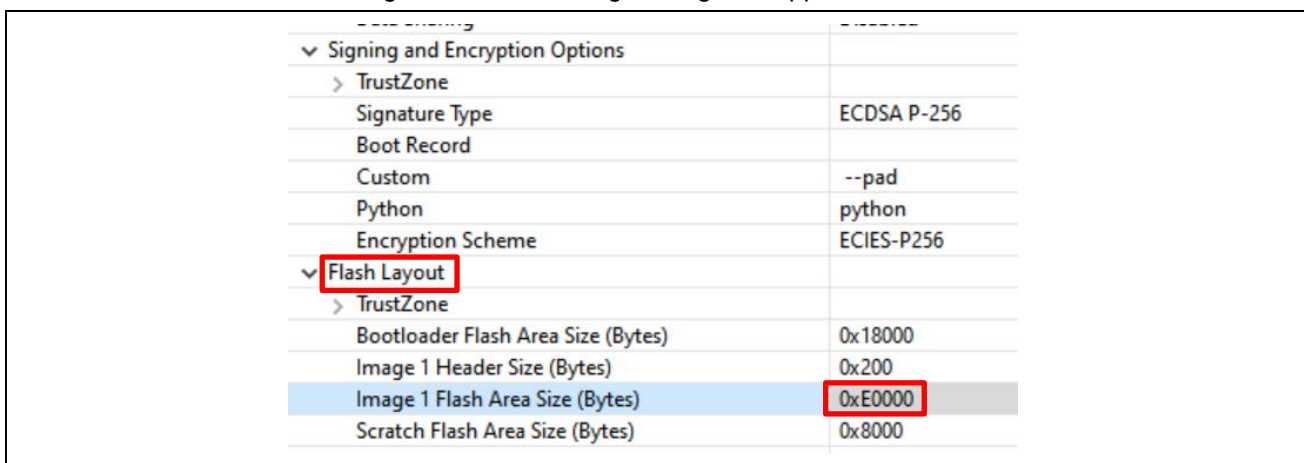 Signing and Encryption Options
TrustZone
Signature Type ECDSA P-256
Boot Record
Custom --pad
Python python
Encryption Scheme ECIES-P256
Flash Layout
TrustZone
Bootloader Flash Area Size (Bytes) 0x18000
Image 1 Header Size (Bytes) 0x200
Image 1 Flash Area Size (Bytes) 0xE0000
Scratch Flash Area Size (Bytes) 0x8000